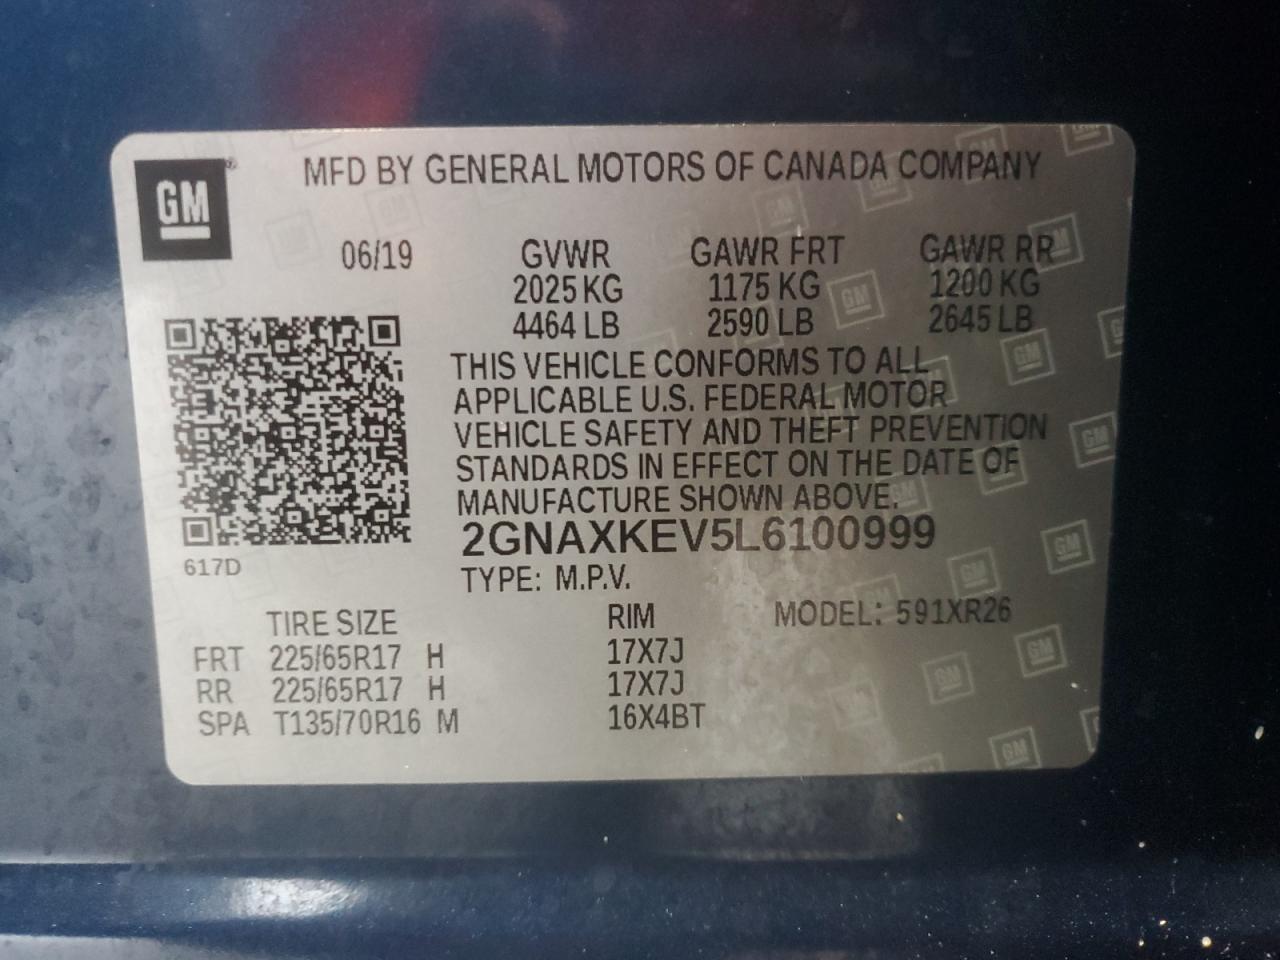 GM®
MFD BY GENERAL MOTORS OF CANADA COMPANY
06/19 GVWR GAWR FRT GAWR RR
2025 KG 1175 KG 1200 KG
4464 LB 2590 LB 2645 LB
THIS VEHICLE CONFORMS TO ALL
APPLICABLE U.S. FEDERAL MOTOR
VEHICLE SAFETY AND THEFT PREVENTION
STANDARDS IN EFFECT ON THE DATE OF
MANUFACTURE SHOWN ABOVE.
2GNAXKEV5L6100999
617D
TYPE: M.P.V.
TIRE SIZE RIM MODEL: 591XR26
FRT 225/65R17 H 17X7J
RR 225/65R17 H 17X7J
SPA T135/70R16 M 16X4BT